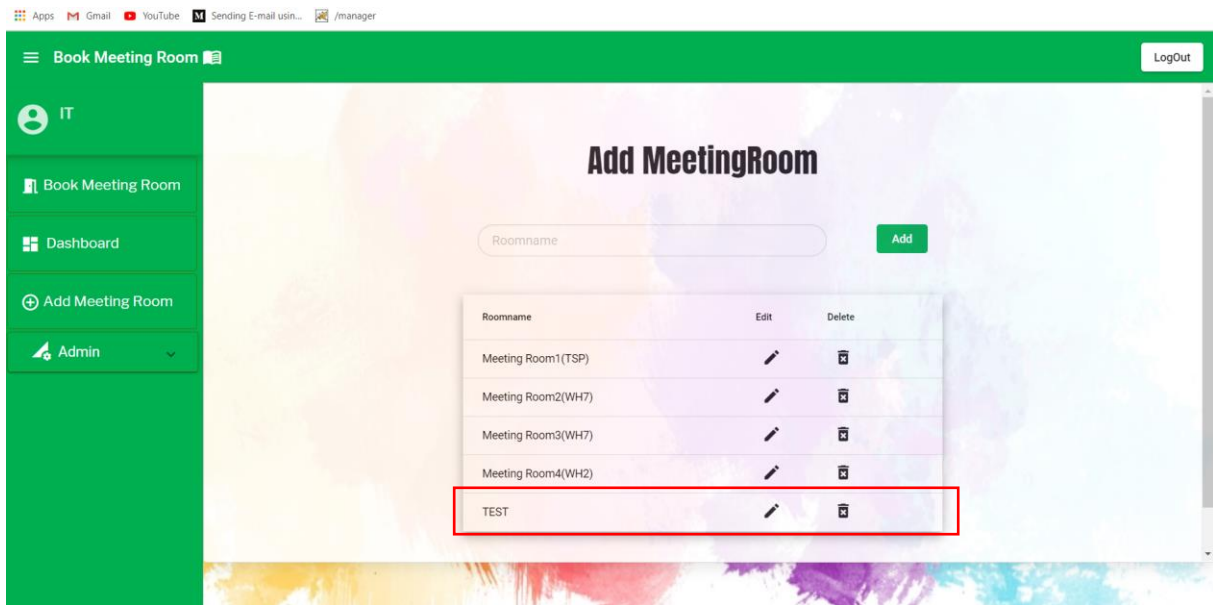 Apps Gmail YouTube Sending E-mail usin... /manager
Book Meeting Room LogOut
IT
Book Meeting Room
Dashboard
Add Meeting Room
Admin
Add MeetingRoom
Roomname Add
Roomname Edit Delete
Meeting Room1(TSP)
Meeting Room2(WH7)
Meeting Room3(WH7)
Meeting Room4(WH2)
TEST